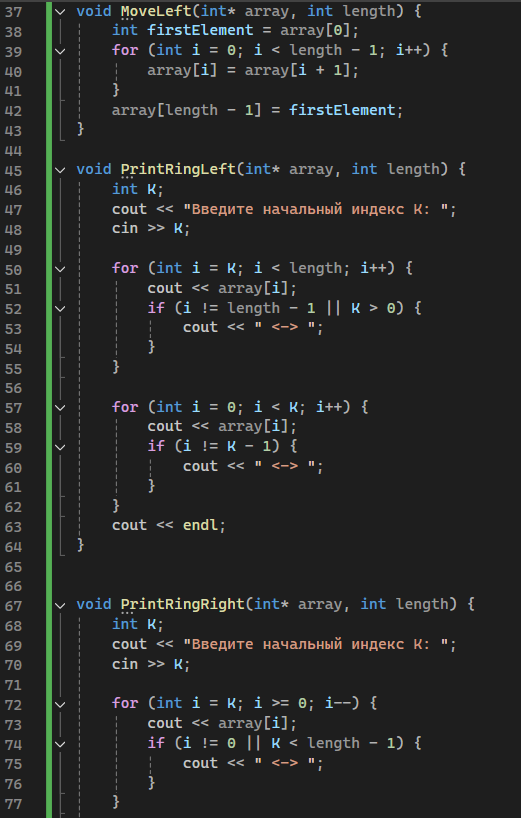 37 void MoveLeft(int* array, int length) {
38 int firstElement = array[0];
39 for (int i = 0; i < length - 1; i++) {
40 array[i] = array[i + 1];
41 }
42 array[length - 1] = firstElement;
43 }
44
45 void PrintRingLeft(int* array, int length) {
46 int K;
47 cout << "Введите начальный индекс K: ";
48 cin >> K;
49
50 for (int i = K; i < length; i++) {
51 cout << array[i];
52 if (i != length - 1 || K > 0) {
53 cout << " <-> ";
54 }
55 }
56
57 for (int i = 0; i < K; i++) {
58 cout << array[i];
59 if (i != K - 1) {
60 cout << " <-> ";
61 }
62 }
63 cout << endl;
64 }
65
66
67 void PrintRingRight(int* array, int length) {
68 int K;
69 cout << "Введите начальный индекс K: ";
70 cin >> K;
71
72 for (int i = K; i >= 0; i--) {
73 cout << array[i];
74 if (i != 0 || K < length - 1) {
75 cout << " <-> ";
76 }
77 }